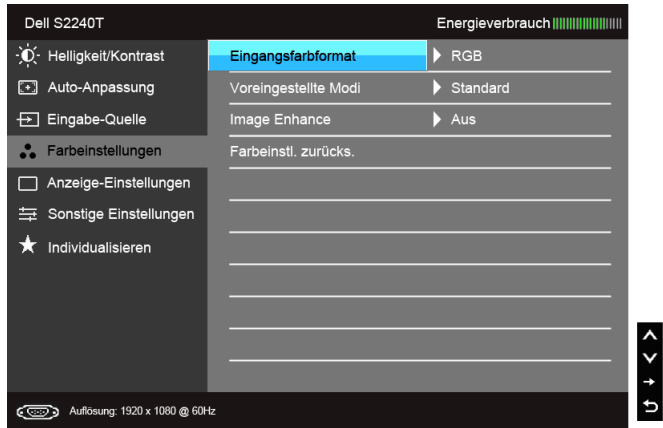 Dell S2240T Energieverbrauch
Helligkeit/Kontrast Eingangsfarbformat RGB
Auto-Anpassung Voreingestellte Modi Standard
Eingabe-Quelle Image Enhance Aus
Farbeinstellungen Farbeinstl. zurücks.
Anzeige-Einstellungen
Sonstige Einstellungen
Individualisieren
Auflösung: 1920 x 1080 @ 60Hz